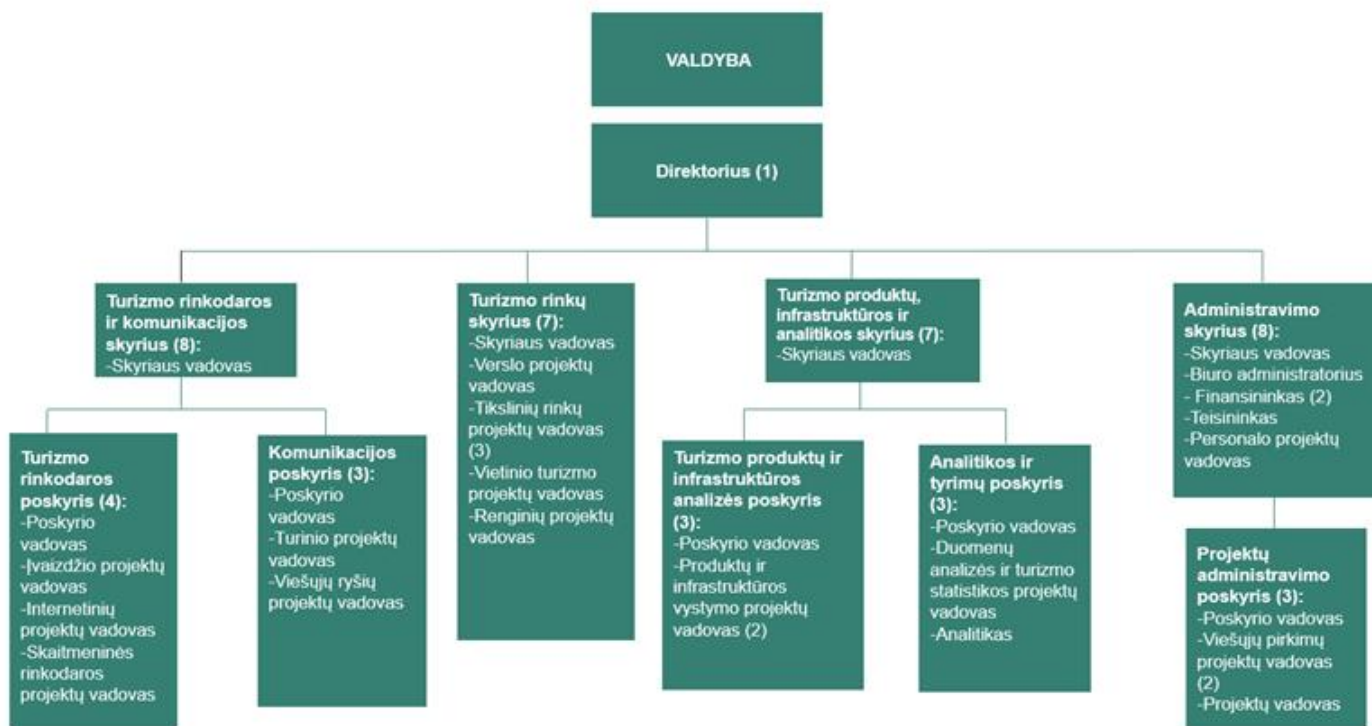 VALDYBA
Direktorius (1)
Turizmo rinkodaros
ir komunikacijos
skyrius (8):
-Skyriaus vadovas
Turizmo
rinkodaros
poskyris (4):
-Poskyrio
vadovas
-Įvaizdžio projektų
vadovas
-Internetinių
projektų vadovas
-Skaitmeninės
rinkodaros
projektų vadovas
Komunikacijos
poskyris (3):
-Poskyrio
vadovas
-Turinio projektų
vadovas
-Viešųjų ryšių
projektų vadovas
Turizmo rinkų
skyrius (7):
-Skyriaus vadovas
-Verslo projektų
vadovas
-Tikslinių rinkų
projektų vadovas
(3)
-Vietinio turizmo
projektų vadovas
-Renginių projektų
vadovas
Turizmo produktų,
infrastruktūros ir
analitikos skyrius (7):
-Skyriaus vadovas
Turizmo produktų ir
infrastruktūros
analizės poskyris
(3):
-Poskyrio vadovas
-Produktų ir
infrastruktūros
vystymo projektų
vadovas (2)
Analitikos ir
tyrimų poskyris
(3):
-Poskyrio vadovas
-Duomenų
analizės ir turizmo
statistikos projektų
vadovas
-Analitikas
Administravimo
skyrius (8):
-Skyriaus vadovas
-Biuro administratorius
- Finansininkas (2)
-Teisininkas
-Personalo projektų
vadovas
Projektų
administravimo
poskyris (3):
-Poskyrio vadovas
-Viešųjų pirkimų
projektų vadovas
(2)
-Projektų vadovas